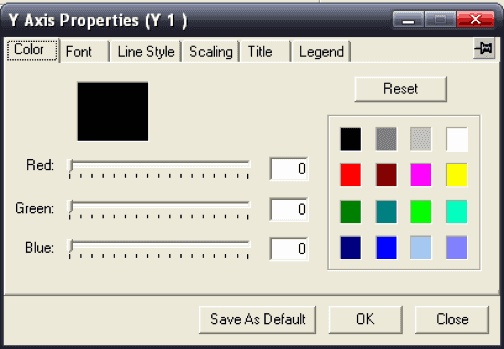 Y Axis Properties (Y 1 )
Color Font Line Style Scaling Title Legend
Reset
Red: 0
Green: 0
Blue: 0
Save As Default OK Close